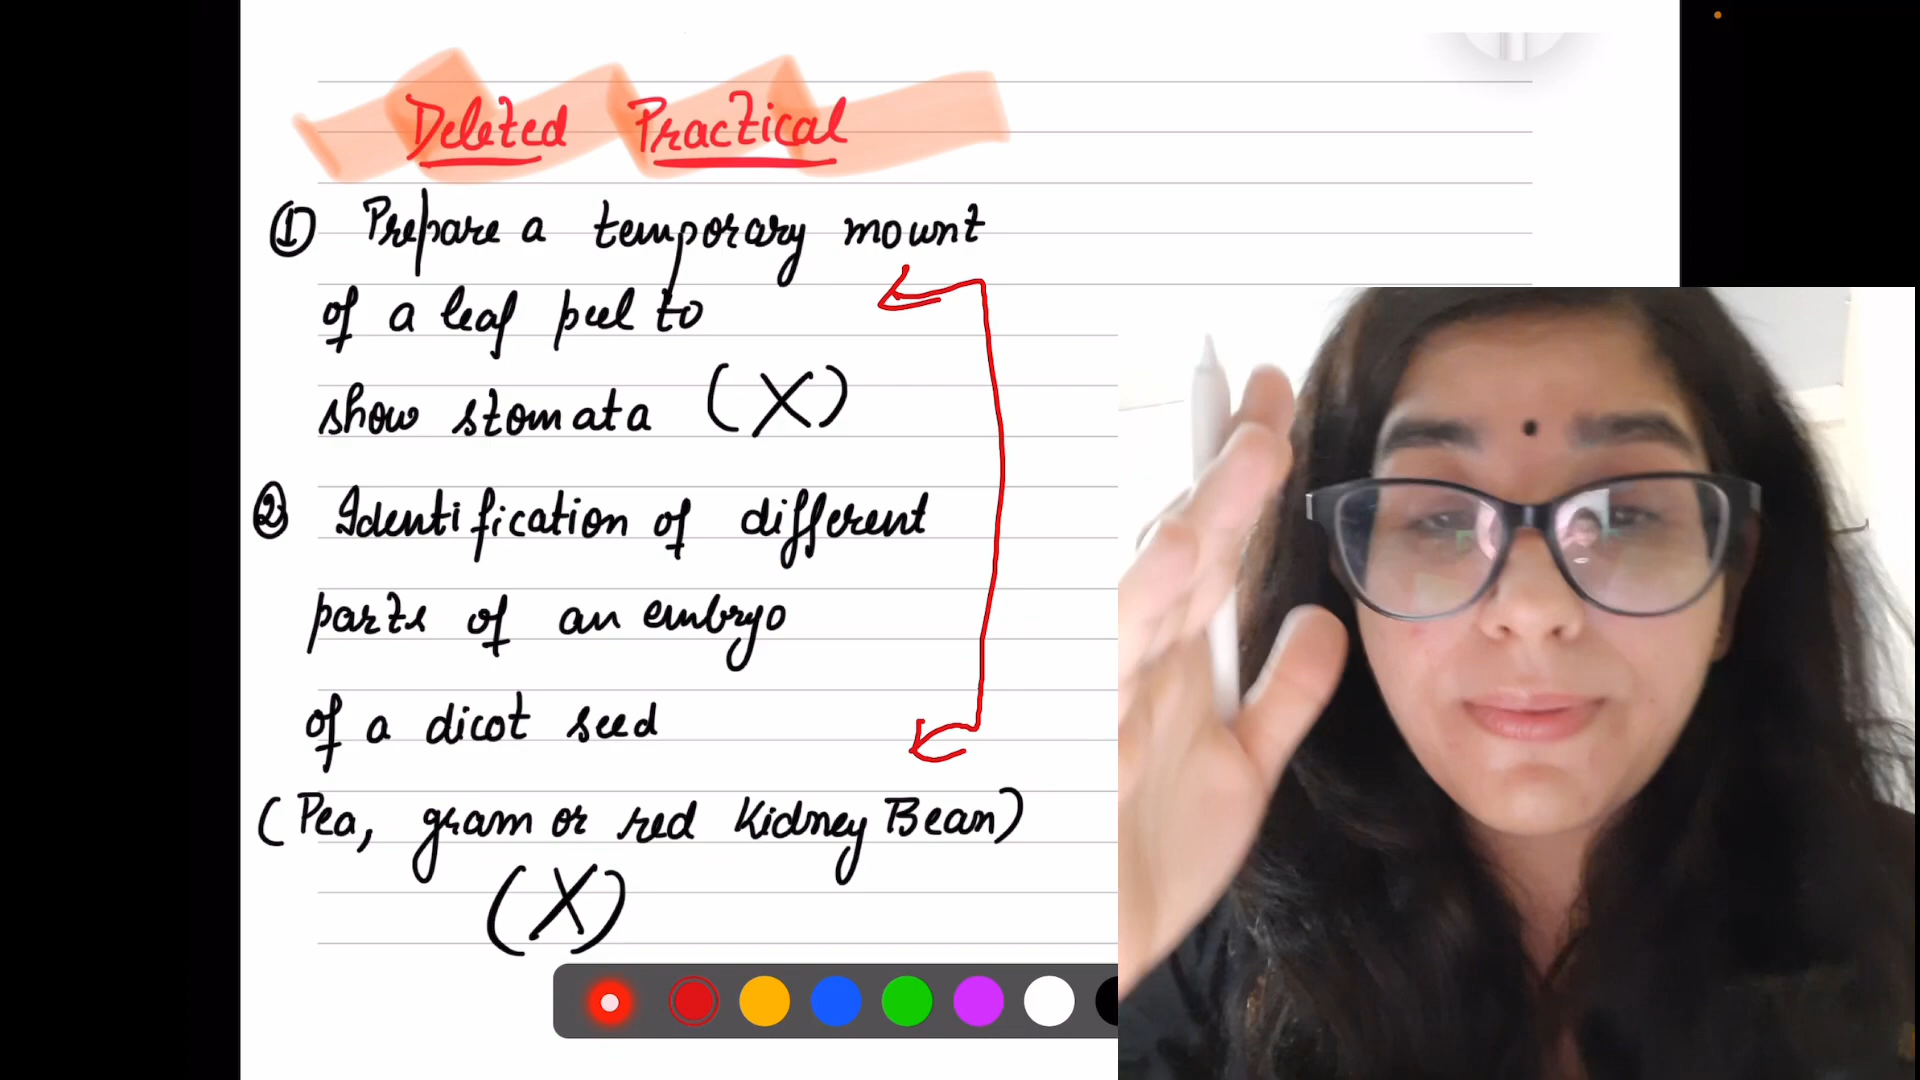 Deleted Practical
① Prepare a temporary mount
of a leaf peel to
show stomata (X)
② Identification of different
parts of an embryo
of a dicot seed
(Pea, gram or red Kidney Bean)
(X)